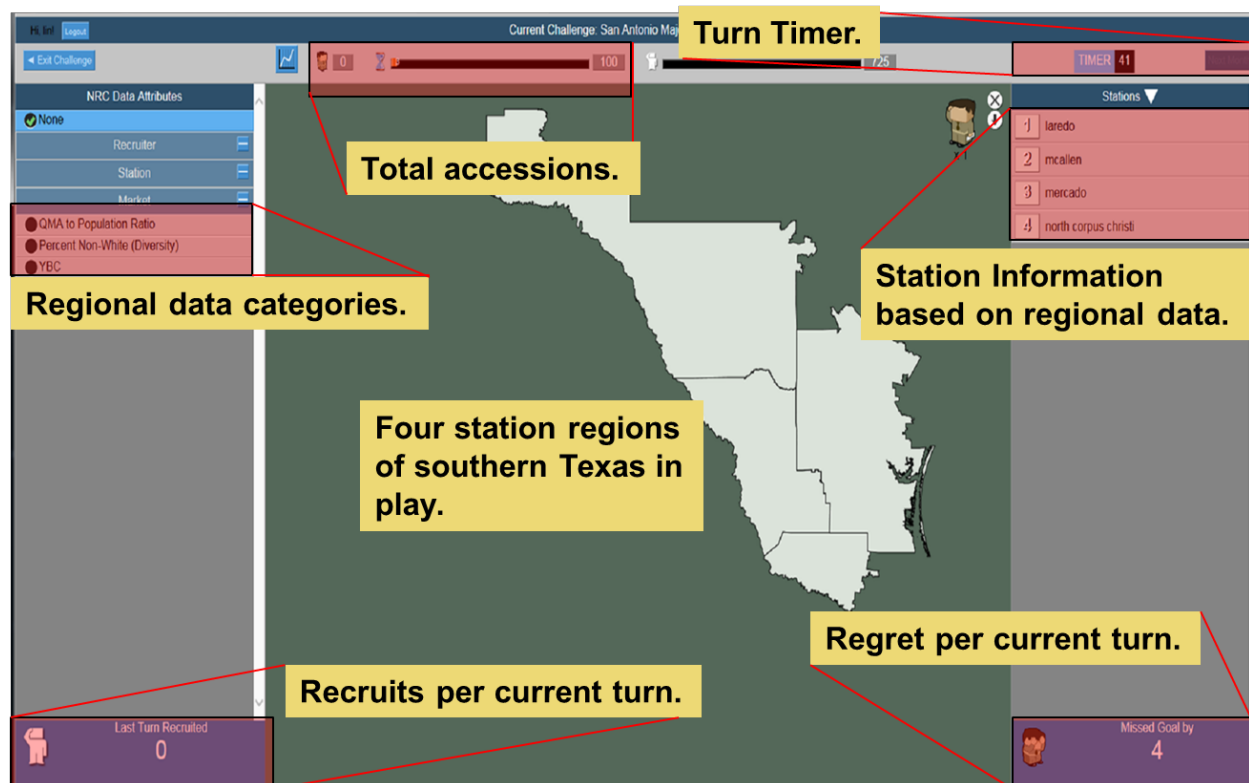 Hi, lin! Logout
Current Challenge: San Antonio Maj
Turn Timer.
◄ Exit Challenge
0
100
725
TIMER 41
NRC Data Attributes
None
Recruiter
Station
Market
QMA to Population Ratio
Percent Non-White (Diversity)
YBC
Regional data categories.
Total accessions.
x 1
Stations ▼
1 laredo
2 mcallen
3 mercado
4 north corpus christi
Station Information
based on regional data.
Four station regions
of southern Texas in
play.
Regret per current turn.
Recruits per current turn.
Last Turn Recruited
0
Missed Goal by
4